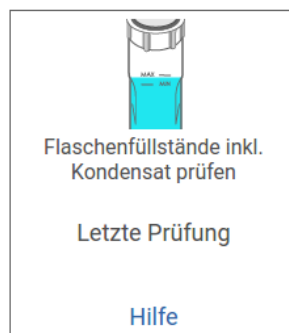 MAX
MIN
Flaschenfüllstände inkl.
Kondensat prüfen
Letzte Prüfung
Hilfe